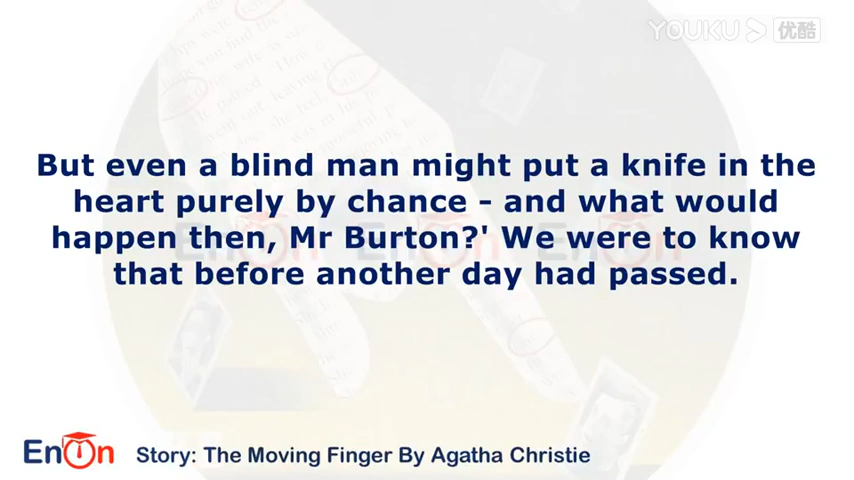 YOUKU 优酷
But even a blind man might put a knife in the
heart purely by chance - and what would
happen then, Mr Burton?' We were to know
that before another day had passed.
EnOn Story: The Moving Finger By Agatha Christie